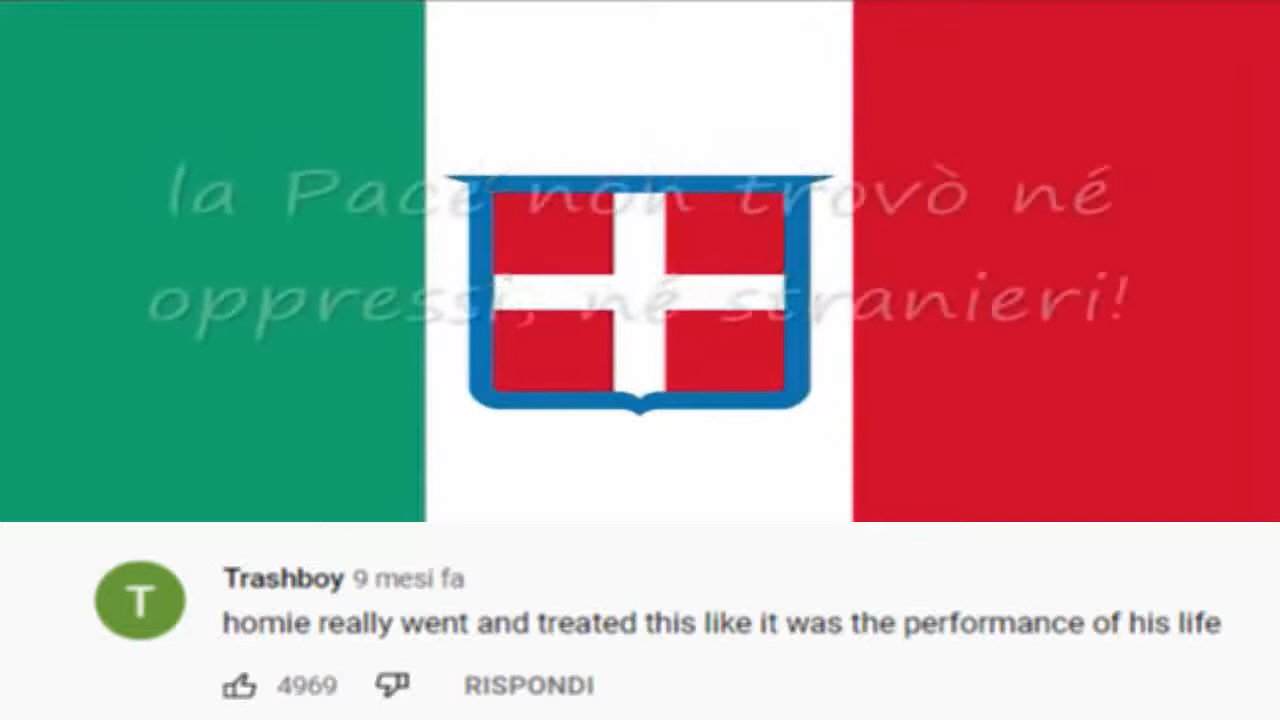 la Pace non trovò né
oppressi, né stranieri!
T
Trashboy 9 mesi fa
homie really went and treated this like it was the performance of his life
4969 RISPONDI